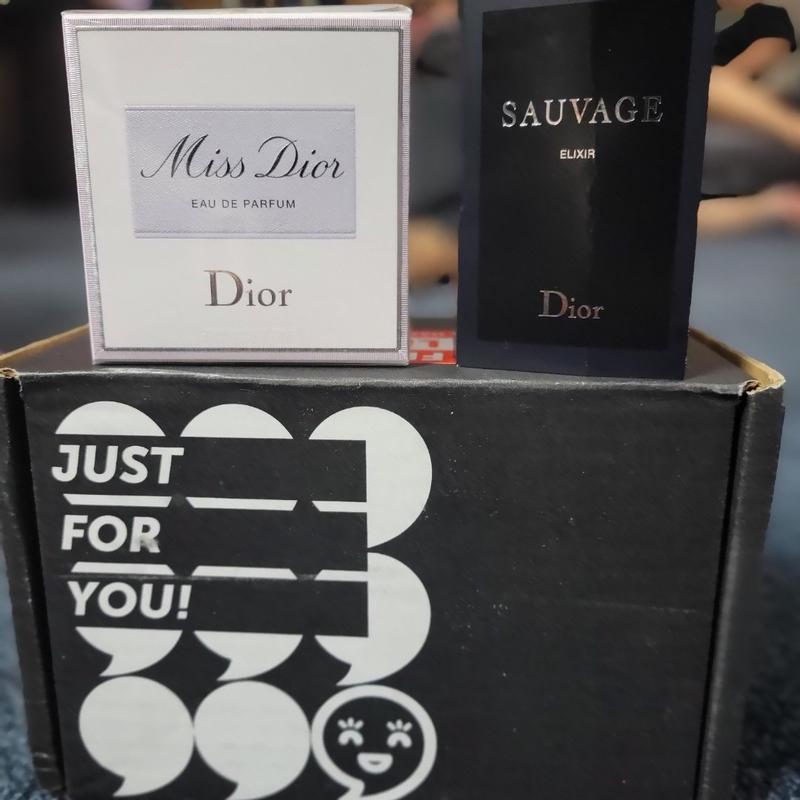 Miss Dior
EAU DE PARFUM
Dior
SAUVAGE
ELIXIR
Dior
JUST
FOR
YOU!